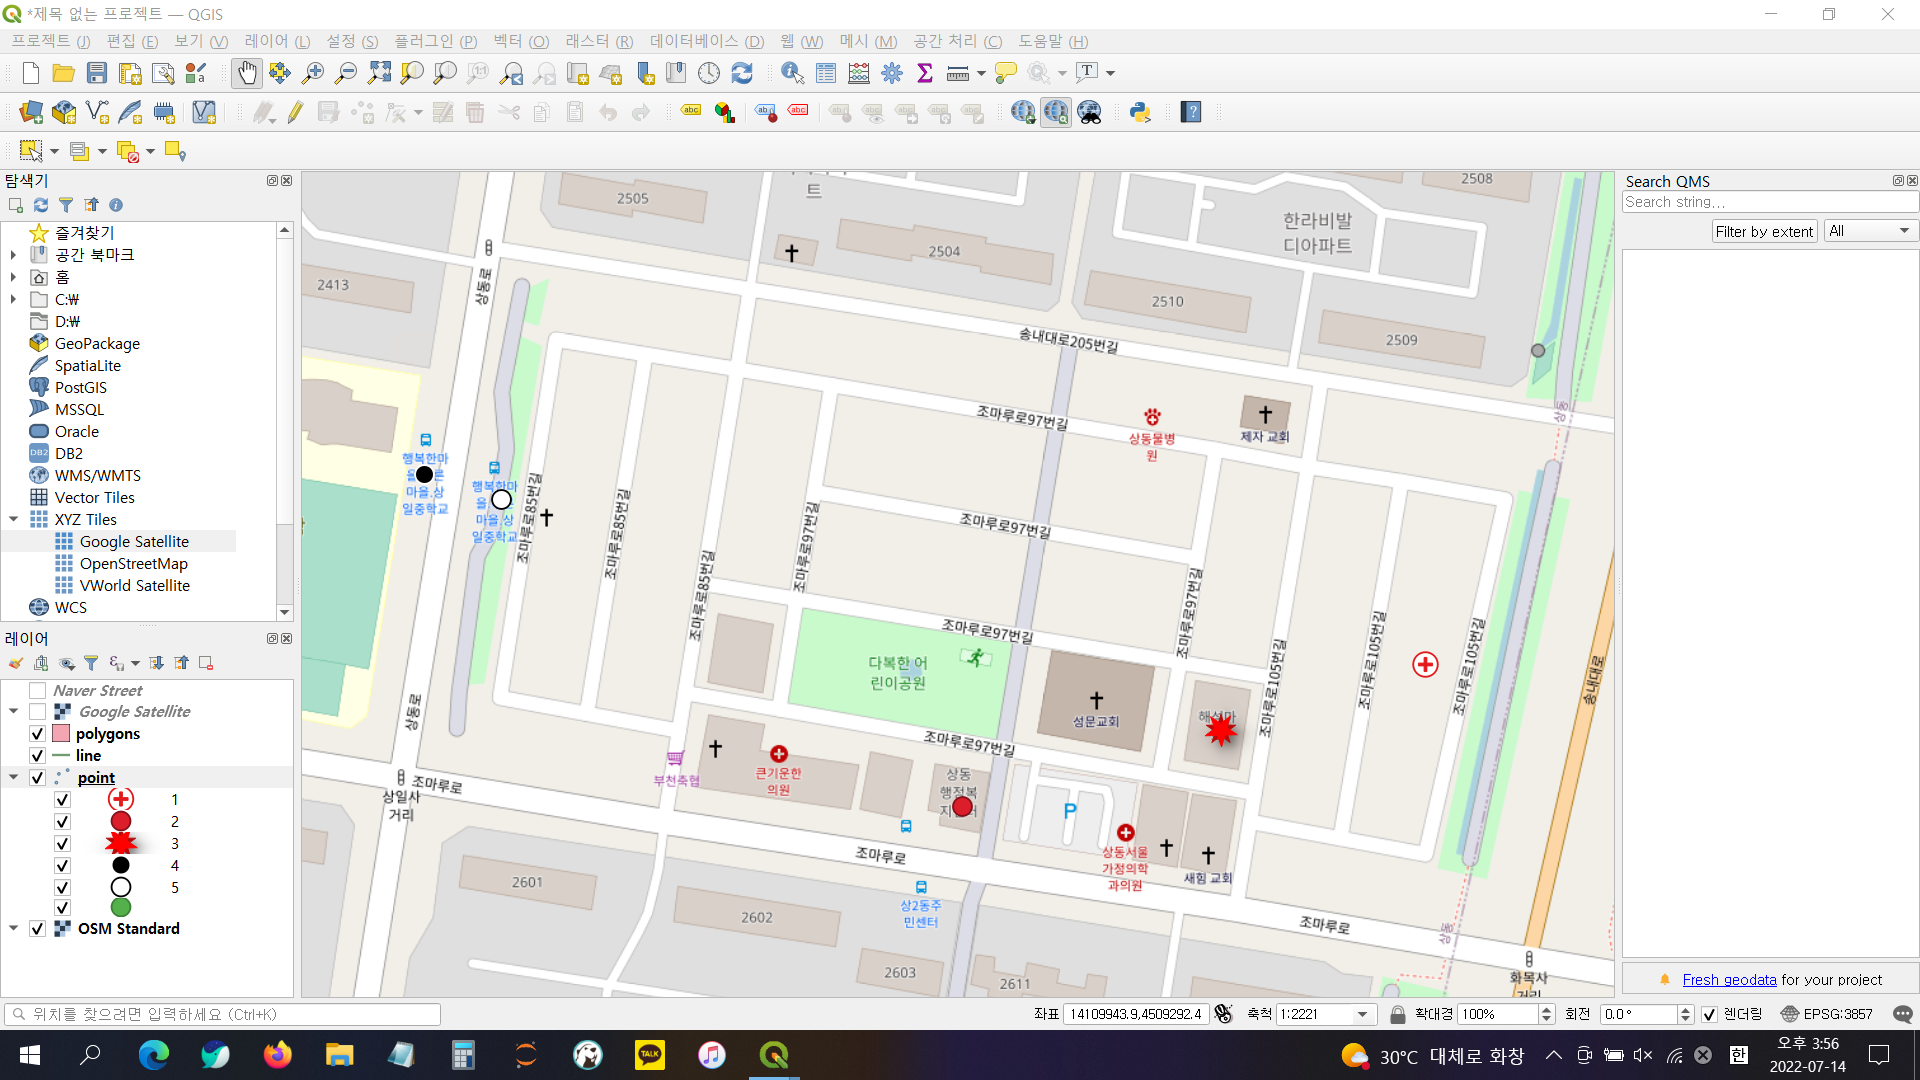 *제목 없는 프로젝트 — QGIS
프로젝트 (J) 편집 (E) 보기 (V) 레이어 (L) 설정 (S) 플러그인 (P) 벡터 (O) 래스터 (R) 데이터베이스 (D) 웹 (W) 메시 (M) 공간 처리 (C) 도움말 (H)
탐색기
즐겨찾기
공간 북마크
홈
C:₩
D:₩
GeoPackage
SpatiaLite
PostGIS
MSSQL
Oracle
DB2
WMS/WMTS
Vector Tiles
XYZ Tiles
Google Satellite
OpenStreetMap
VWorld Satellite
WCS
레이어
Naver Street
Google Satellite
polygons
line
point
1
2
3
4
5
OSM Standard
트
2505
2508
2504
한라비발
디아파트
2413
상동로
2510
2509
송내대로205번길
조마루로97번길
상동물병
원
제자 교회
상동
행복한마
마을.상
일중학교
행복한마
마을.상
일중학교
조마루로85번길
조마루로85번길
조마루로97번길
조마루로97번길
조마루로85번길
조마루로97번길
조마루로97번길
조마루로105번길
조마루로105번길
조마루로105번길
송내대로
다복한 어
린이공원
성문교회
상동로
조마루로97번길
부천축협
큰기운한
의원
상동
행정복
P
조마루로
상일사
거리
상동서울
가정의학
과의원
새힘 교회
조마루로
2601
2602
상2동주
민센터
조마루로
상동
2603
2611
화목사
거리
Search QMS
Search string...
Filter by extent All
Fresh geodata for your project
위치를 찾으려면 입력하세요 (Ctrl+K)
좌표 14109943.9,4509292.4 축척 1:2221 확대경 100% 회전 0.0 ° 렌더링 EPSG:3857
TALK
30°C 대체로 화창
한
오후 3:56
2022-07-14